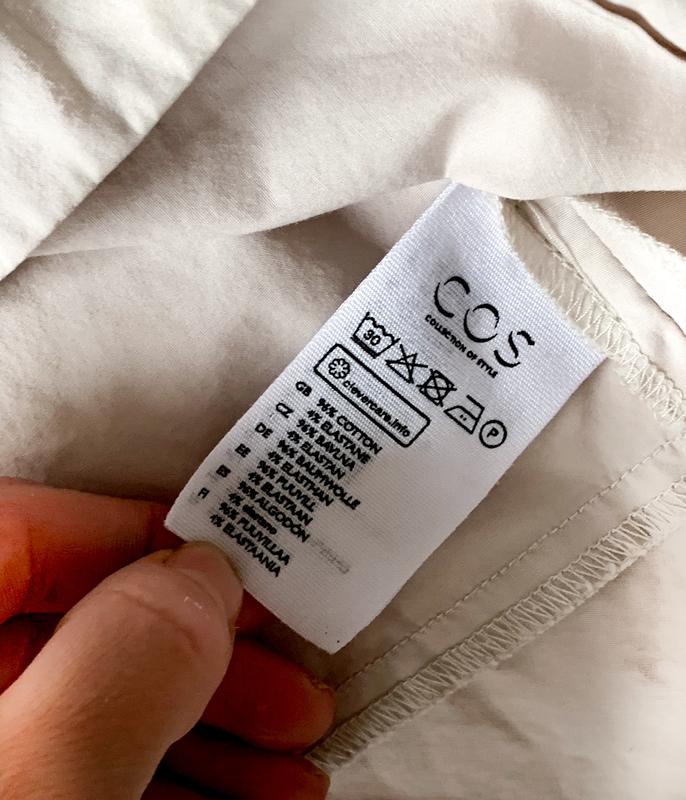 COS
COLLECTION OF STYLE
30
P
clevercare.info
GB 96% COTTON
4% ELASTANE
CZ 96% BAVLNA
4% ELASTAN
DE 96% BAUMWOLLE
4% ELASTHAN
EE 96% PUUVILL
4% ELASTAAN
ES 96% ALGODON
4% elastano
FI 96% PUUVILLAA
4% ELASTAANIA